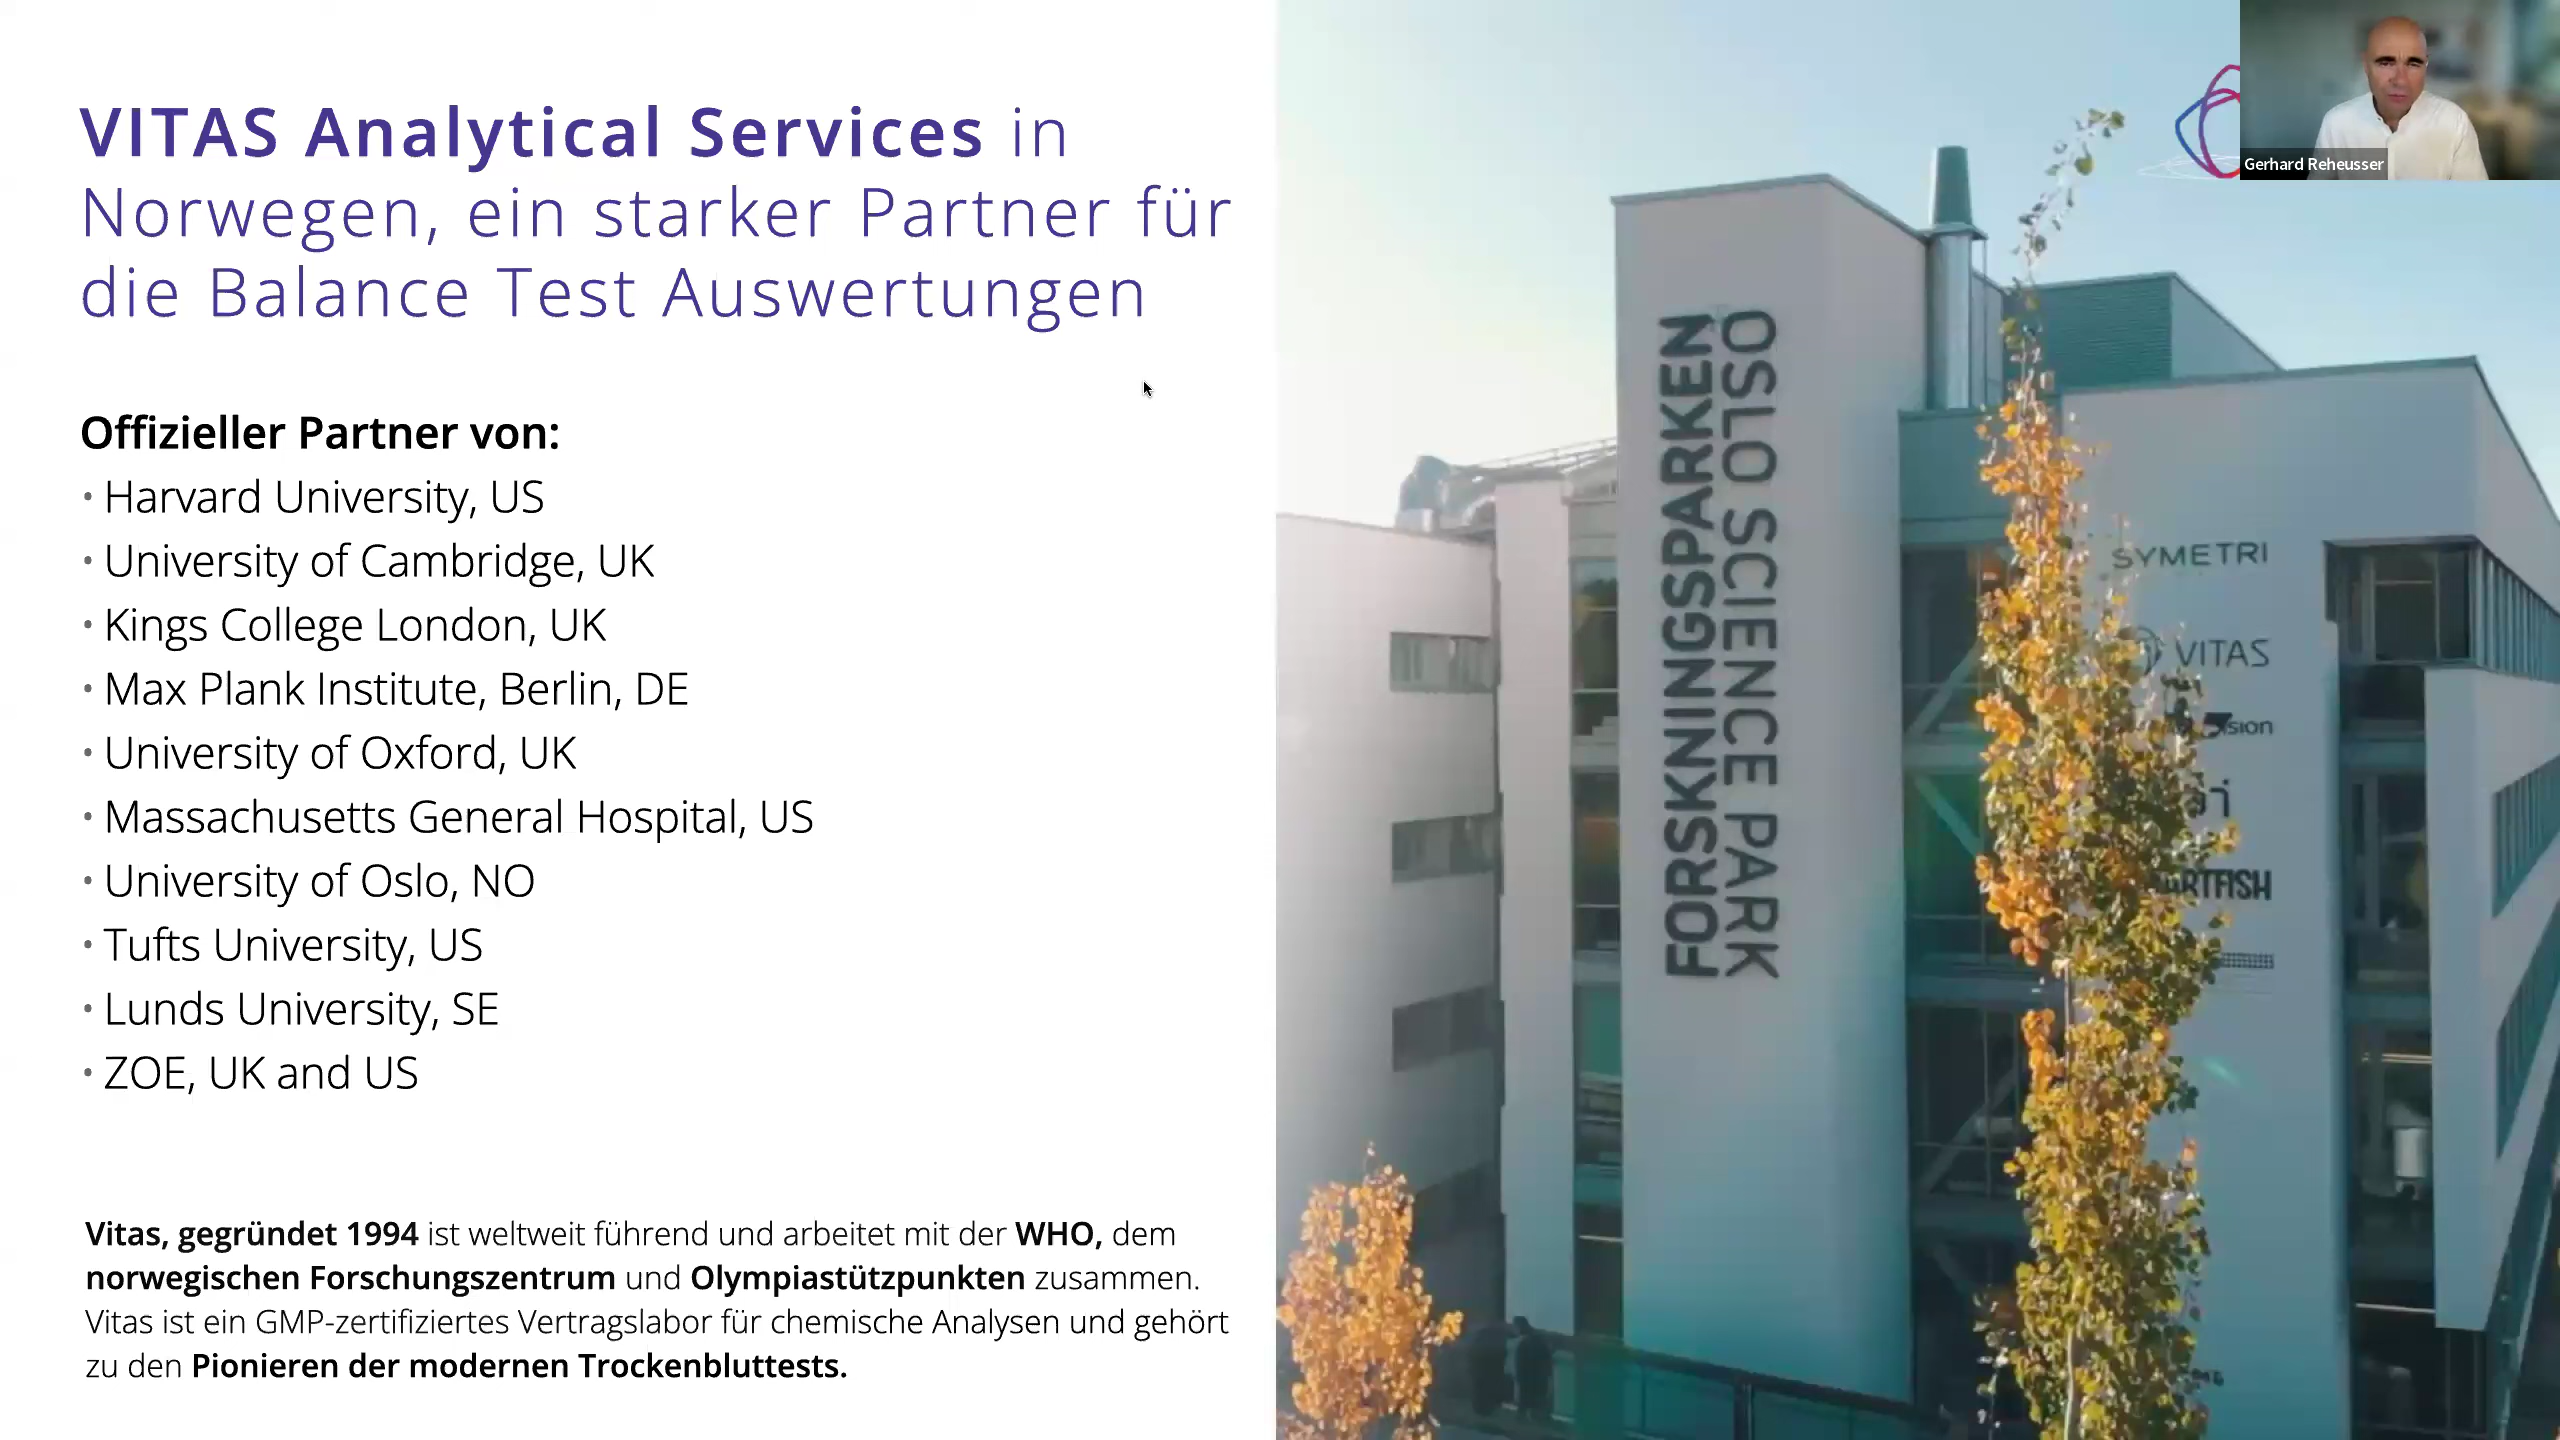 VITAS Analytical Services in
Norwegen, ein starker Partner für
die Balance Test Auswertungen
Offizieller Partner von:
• Harvard University, US
• University of Cambridge, UK
• Kings College London, UK
• Max Plank Institute, Berlin, DE
• University of Oxford, UK
• Massachusetts General Hospital, US
• University of Oslo, NO
• Tufts University, US
• Lunds University, SE
• ZOE, UK and US
Vitas, gegründet 1994 ist weltweit führend und arbeitet mit der WHO, dem
norwegischen Forschungszentrum und Olympiastützpunkten zusammen.
Vitas ist ein GMP-zertifiziertes Vertragslabor für chemische Analysen und gehört
zu den Pionieren der modernen Trockenbluttests.
Gerhard Reheusser
FORSKNINGSPARKEN
OSLO SCIENCE PARK
SYMETRI
VITAS